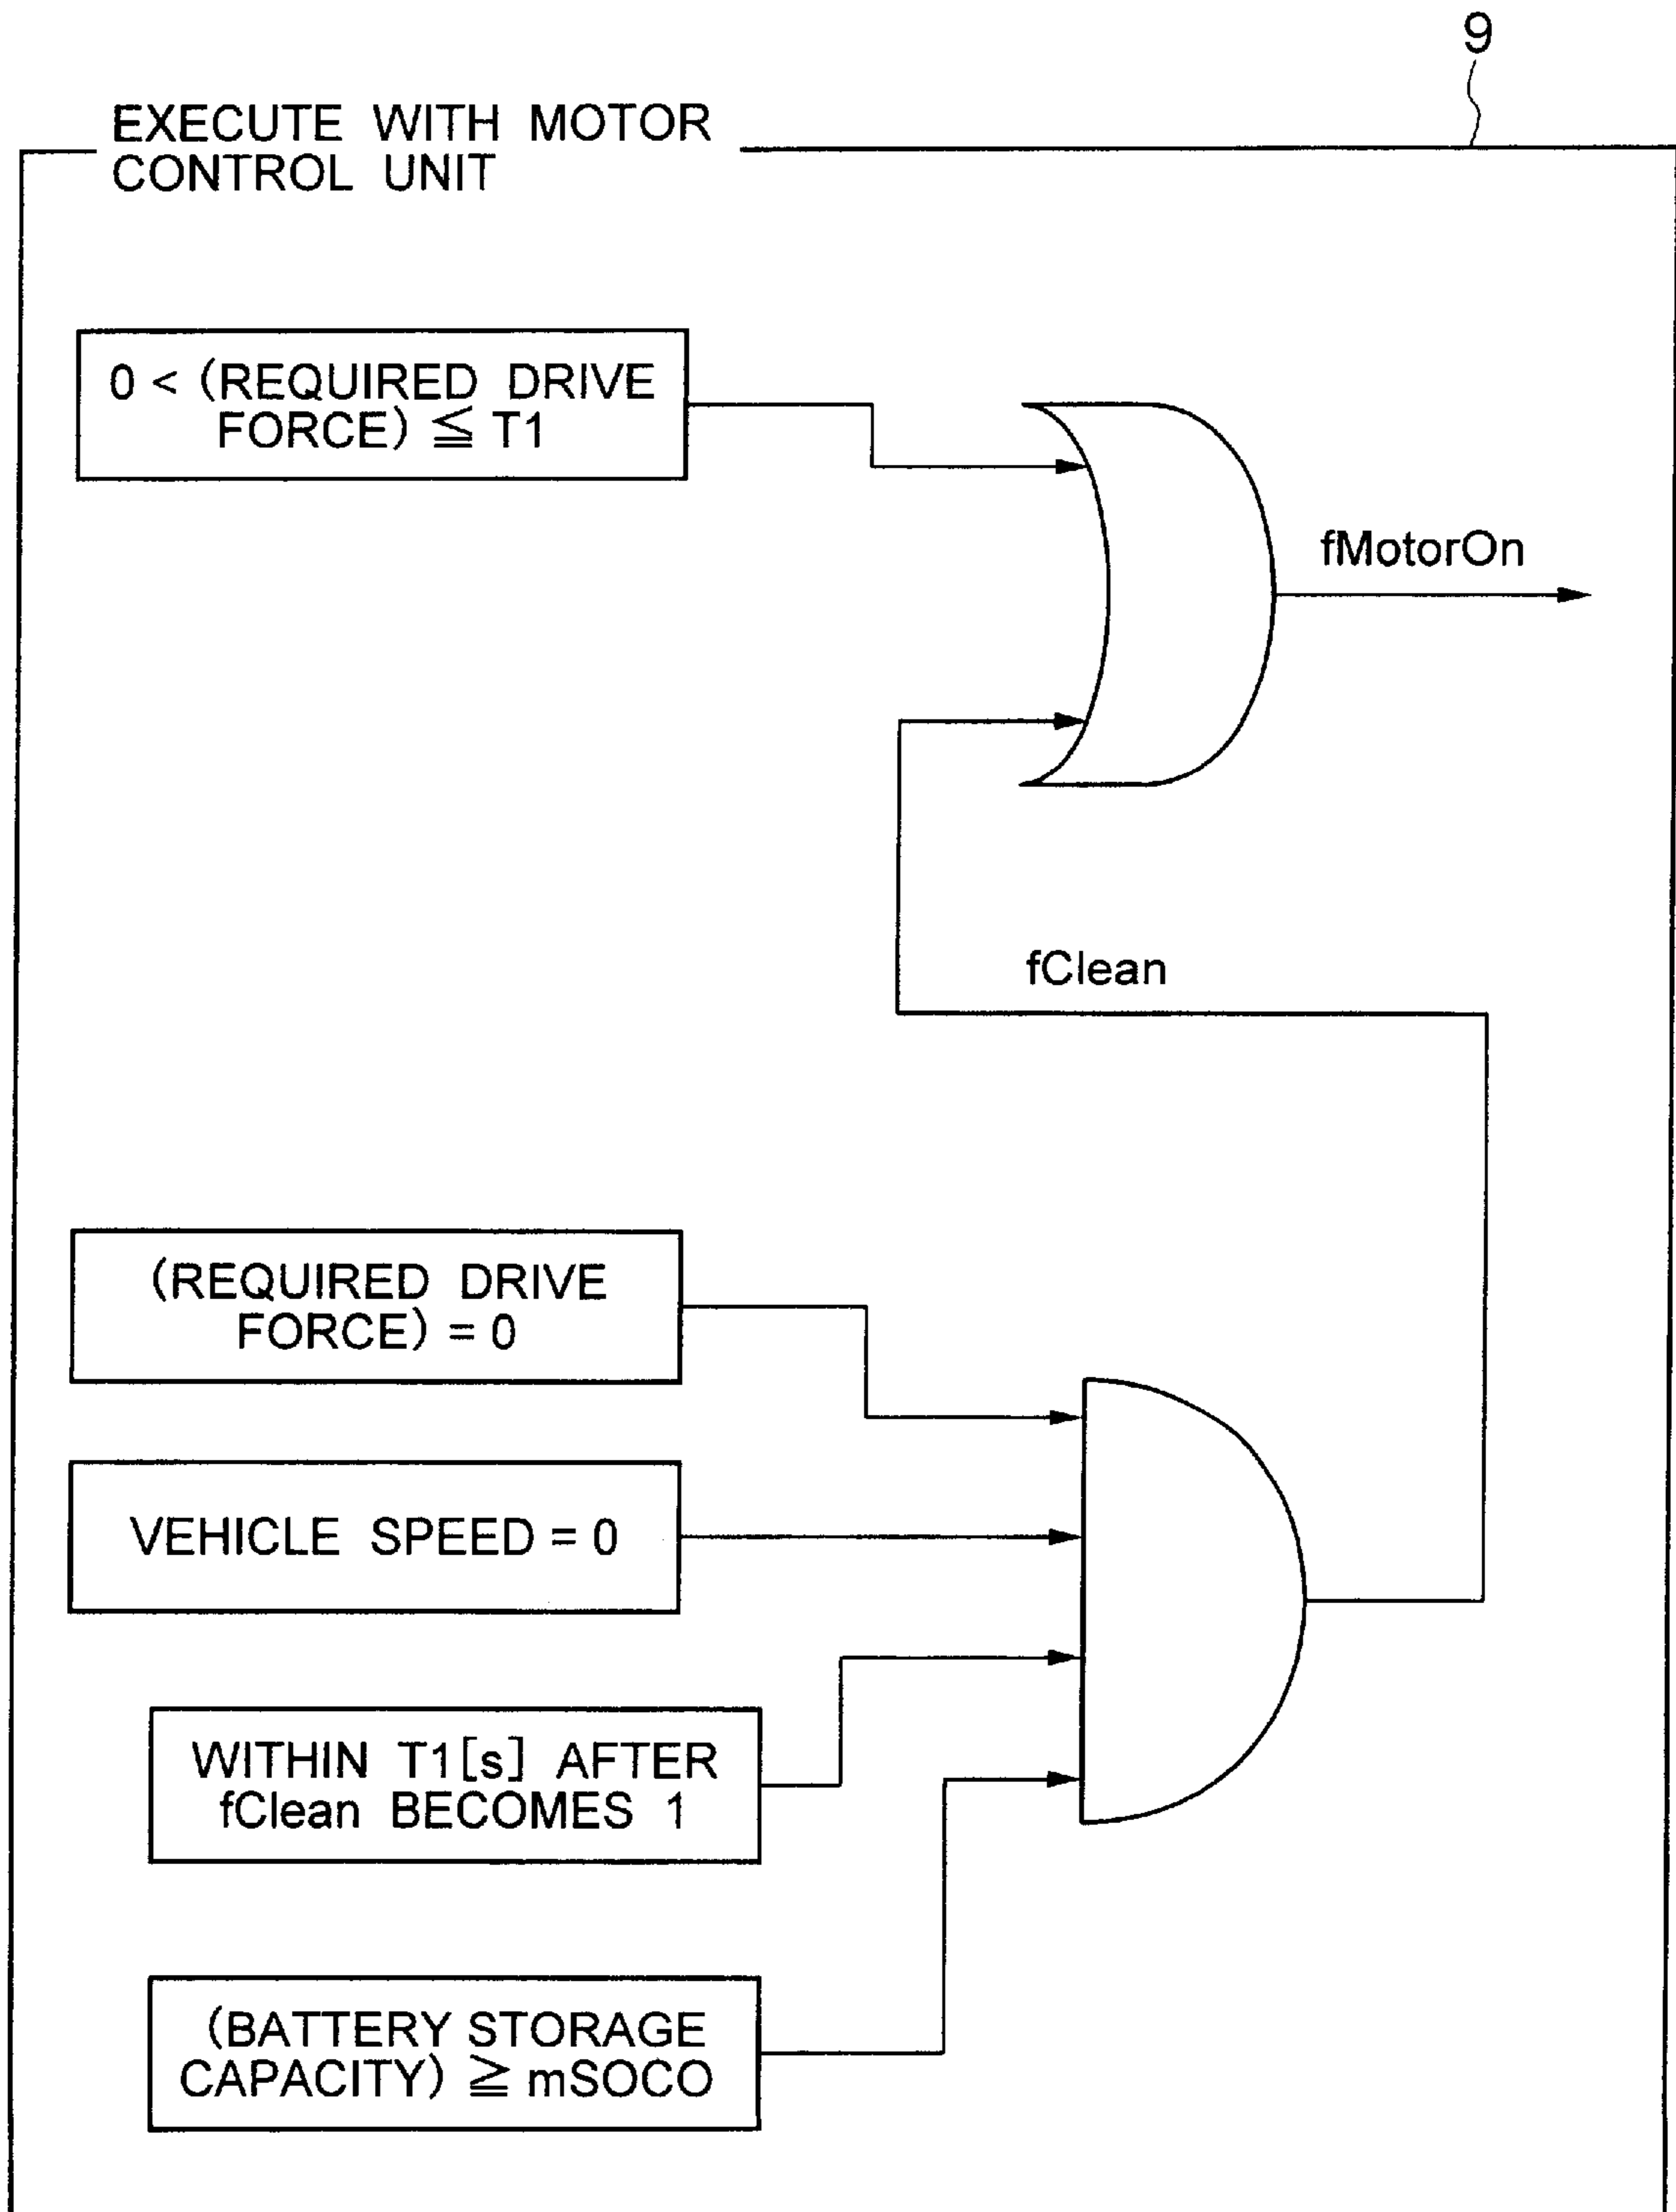 9
EXECUTE WITH MOTOR
CONTROL UNIT
0 < (REQUIRED DRIVE
FORCE) ≦ T1
fMotorOn
fClean
(REQUIRED DRIVE
FORCE) = 0
VEHICLE SPEED = 0
WITHIN T1[s] AFTER
fClean BECOMES 1
(BATTERY STORAGE
CAPACITY) ≧ mSOCO